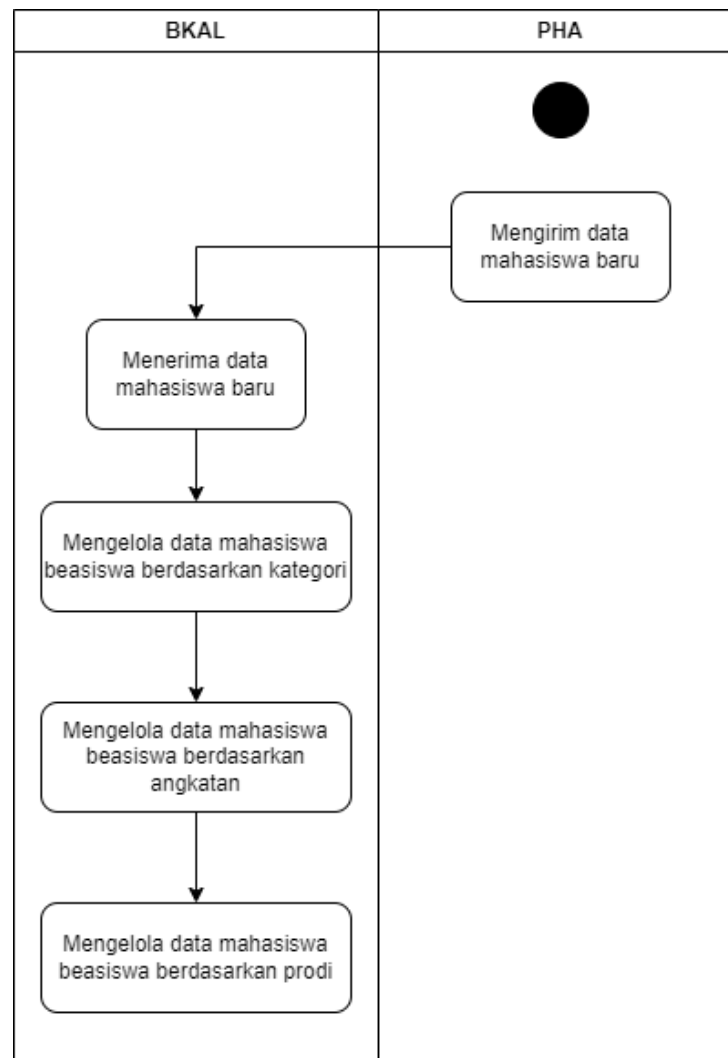 BKAL
PHA
Mengirim data
mahasiswa baru
Menerima data
mahasiswa baru
Mengelola data mahasiswa
beasiswa berdasarkan kategori
Mengelola data mahasiswa
beasiswa berdasarkan
angkatan
Mengelola data mahasiswa
beasiswa berdasarkan prodi